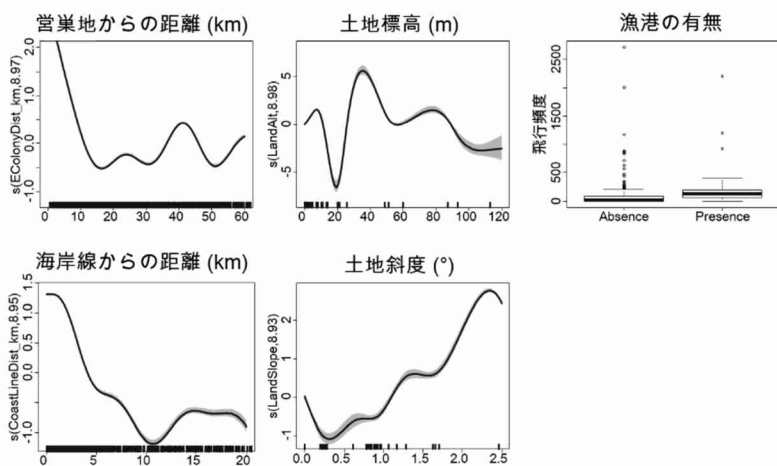 営巣地からの距離 (km)
s(EColonyDist_km,8.97)
2.0
1.0
0.0
-1.0
0 10 20 30 40 50 60
土地標高 (m)
s(LandAlt,8.98)
5
0
-5
0 20 40 60 80 100 120
漁港の有無
飛行頻度
2500
1500
500
0
Absence Presence
海岸線からの距離 (km)
s(CoastLineDist_km,8.95)
1.5
1.0
0.0
-1.0
0 5 10 15 20
土地斜度 (°)
s(LandSlope,8.93)
2
1
0
-1
0.0 0.5 1.0 1.5 2.0 2.5